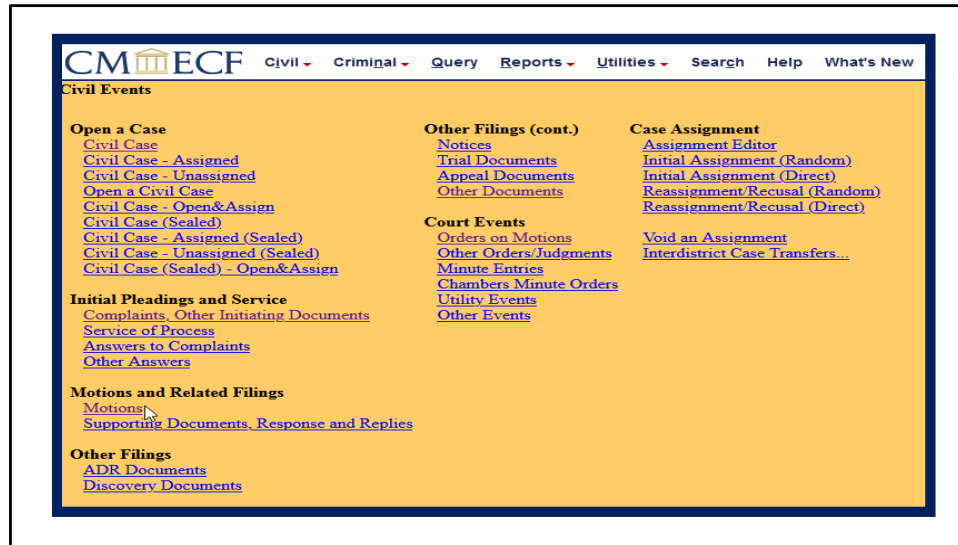 CM ECF Civil Criminal Query Reports Utilities Search Help What's New
Civil Events
Open a Case
Civil Case
Civil Case - Assigned
Civil Case - Unassigned
Open a Civil Case
Civil Case - Open&Assign
Civil Case (Sealed)
Civil Case - Assigned (Sealed)
Civil Case - Unassigned (Sealed)
Civil Case (Sealed) - Open&Assign
Initial Pleadings and Service
Complaints, Other Initiating Documents
Service of Process
Answers to Complaints
Other Answers
Motions and Related Filings
Motions
Supporting Documents, Response and Replies
Other Filings
ADR Documents
Discovery Documents
Other Filings (cont.)
Notices
Trial Documents
Appeal Documents
Other Documents
Court Events
Orders on Motions
Other Orders/Judgments
Minute Entries
Chambers Minute Orders
Utility Events
Other Events
Case Assignment
Assignment Editor
Initial Assignment (Random)
Initial Assignment (Direct)
Reassignment/Recusal (Random)
Reassignment/Recusal (Direct)
Void an Assignment
Interdistrict Case Transfers...